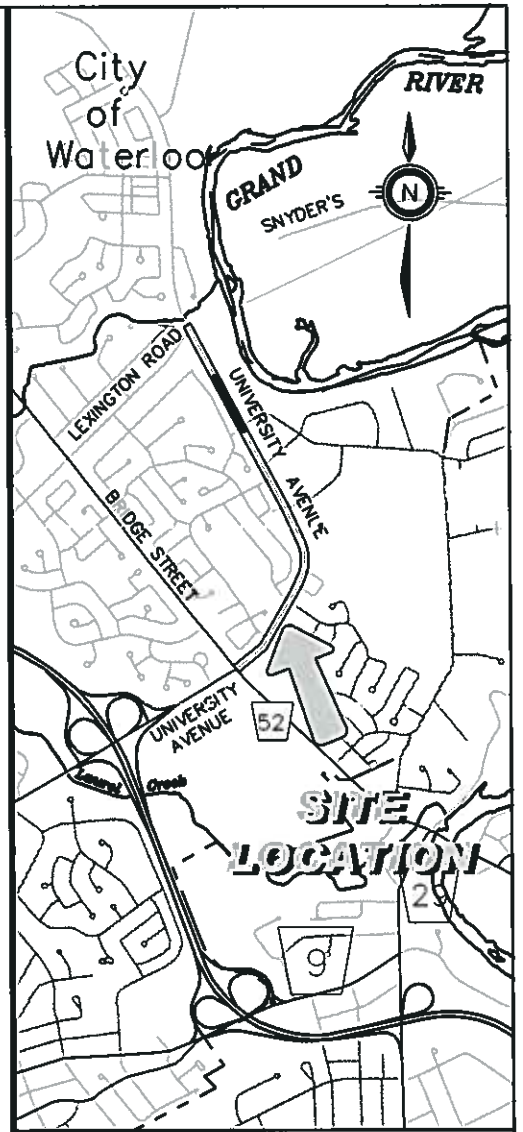 City
of
Waterloo
RIVER
GRAND
SNYDER'S
N
LEXINGTON ROAD
UNIVERSITY
AVENUE
BRIDGE STREET
UNIVERSITY
AVENUE
52
Laurel Creek
SITE
LOCATION
9